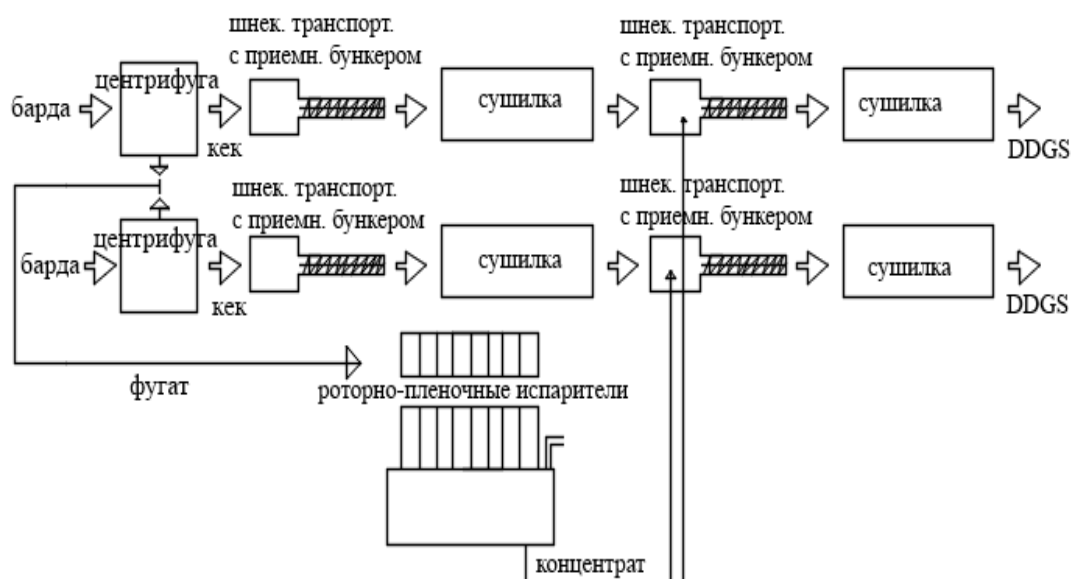 шнек. транспорт.
с приемн. бункером
шнек. транспорт.
с приемн. бункером
центрифуга
барда
кек
сушилка
сушилка
DDGS
шнек. транспорт.
с приемн. бункером
шнек. транспорт.
с приемн. бункером
центрифуга
барда
кек
сушилка
сушилка
DDGS
фугат
роторно-пленочные испарители
концентрат